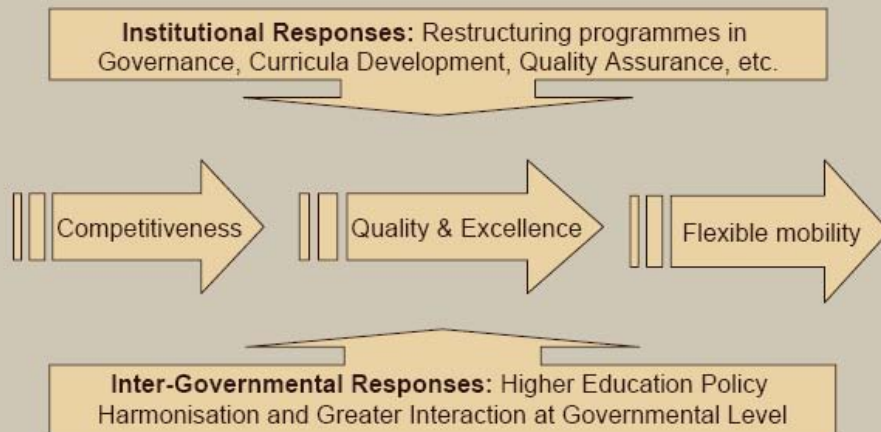 Institutional Responses: Restructuring programmes in
Governance, Curricula Development, Quality Assurance, etc.
Competitiveness
Quality & Excellence
Flexible mobility
Inter-Governmental Responses: Higher Education Policy
Harmonisation and Greater Interaction at Governmental Level